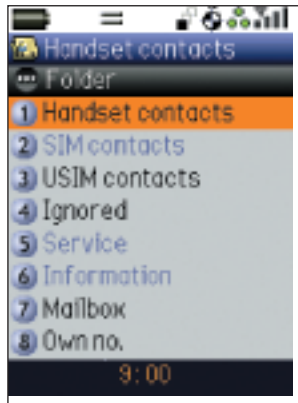 Handset contacts
Folder
1 Handset contacts
2 SIM contacts
3 USIM contacts
4 Ignored
5 Service
6 Information
7 Mailbox
8 Own no.
9:00